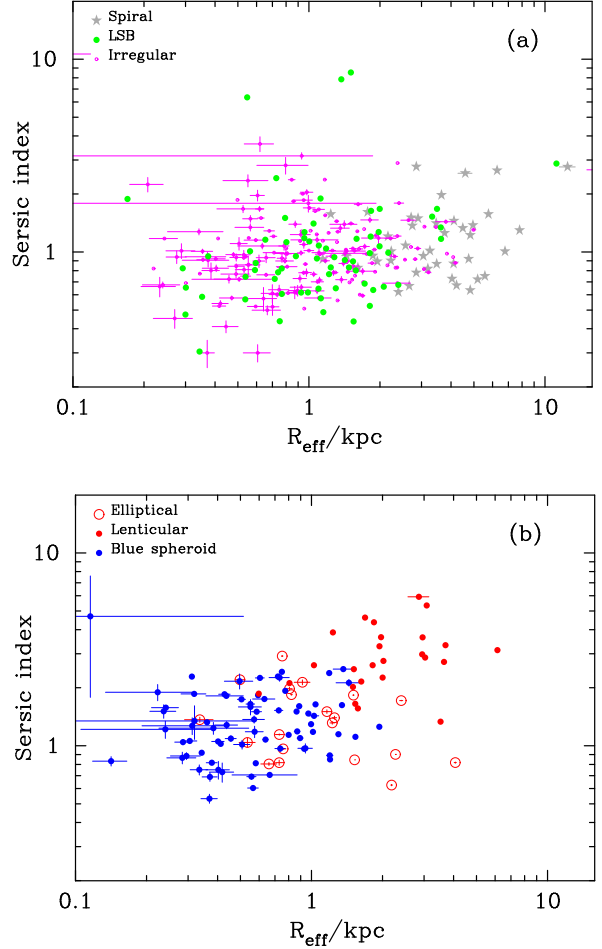 Spiral
LSB
Irregular
(a)
10
1
Sersic index
0.1
1
10
R_eff/kpc
Elliptical
Lenticular
Blue spheroid
(b)
10
1
Sersic index
0.1
1
10
R_eff/kpc